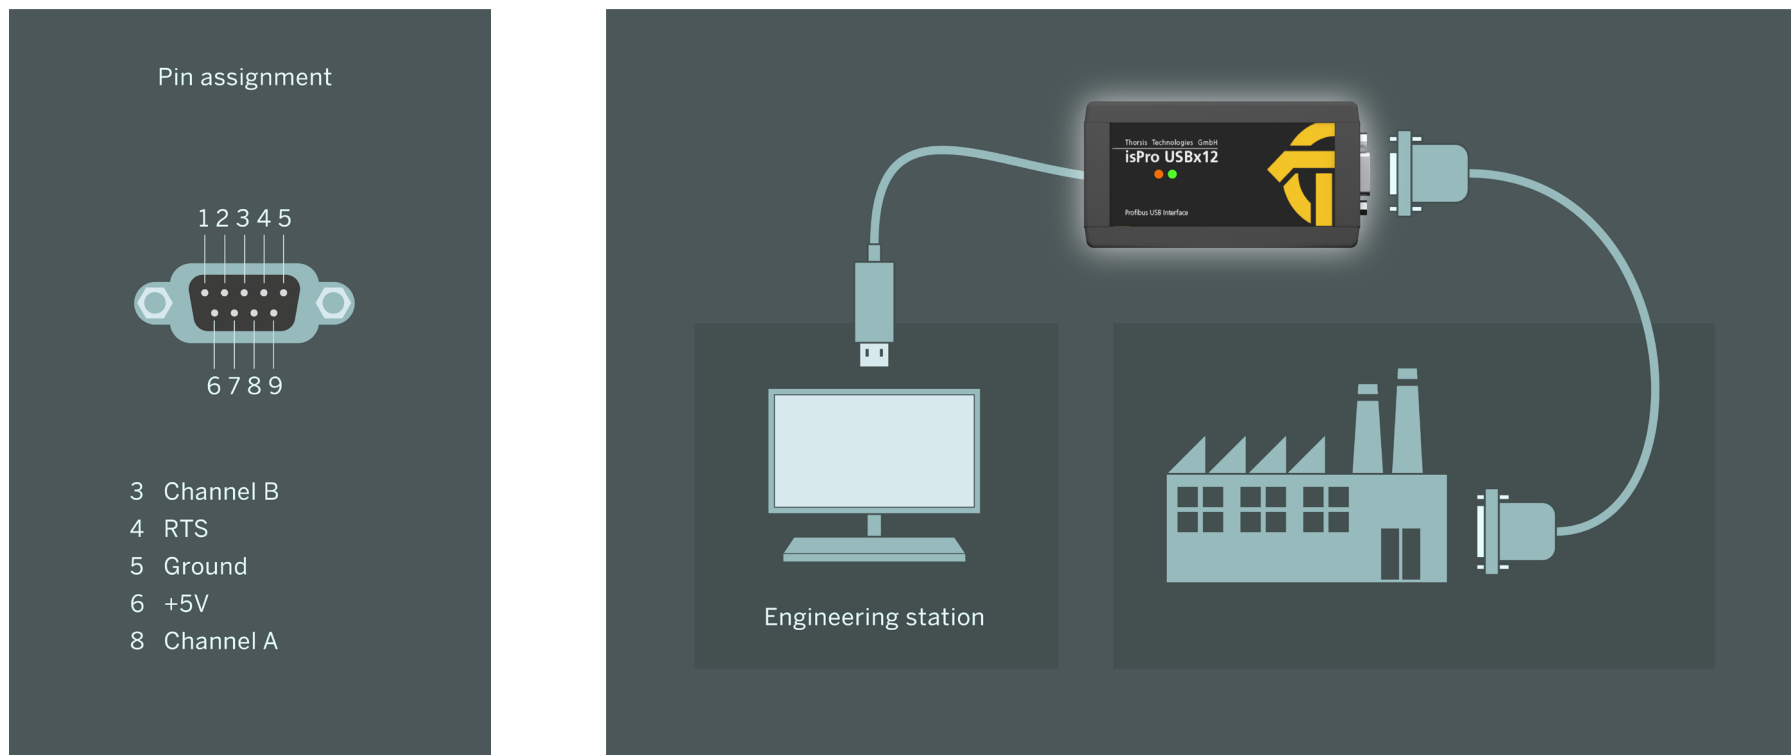 Pin assignment
1 2 3 4 5
6 7 8 9
3 Channel B
4 RTS
5 Ground
6 +5V
8 Channel A
Thorsis Technologies GmbH
isPro USBx12
Profibus USB Interface
Engineering station